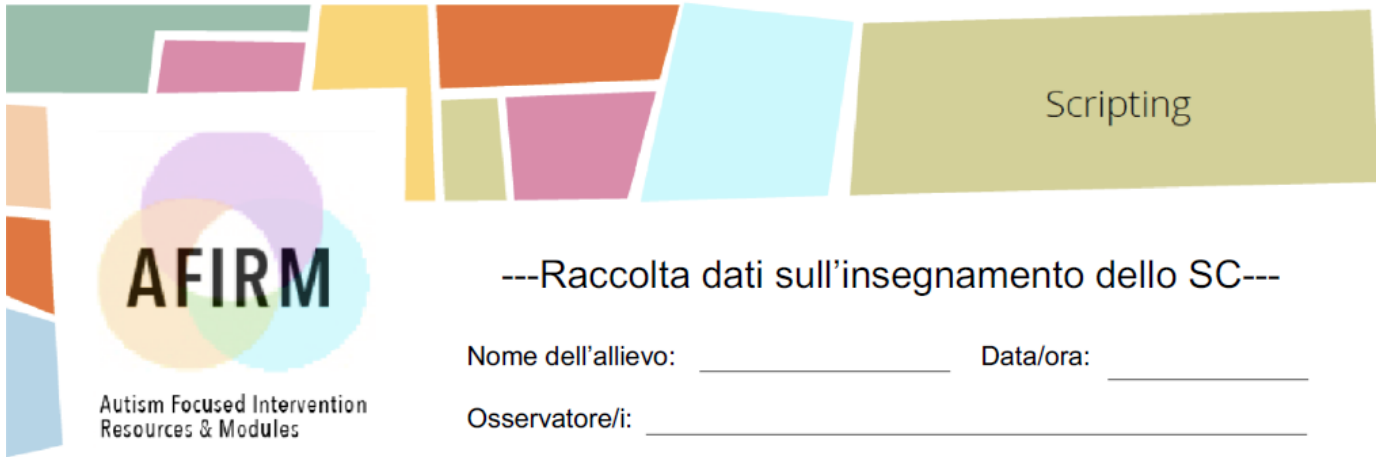 Scripting
AFIRM
Autism Focused Intervention
Resources & Modules
---Raccolta dati sull'insegnamento dello SC---
Nome dell'allievo: Data/ora:
Osservatore/i: